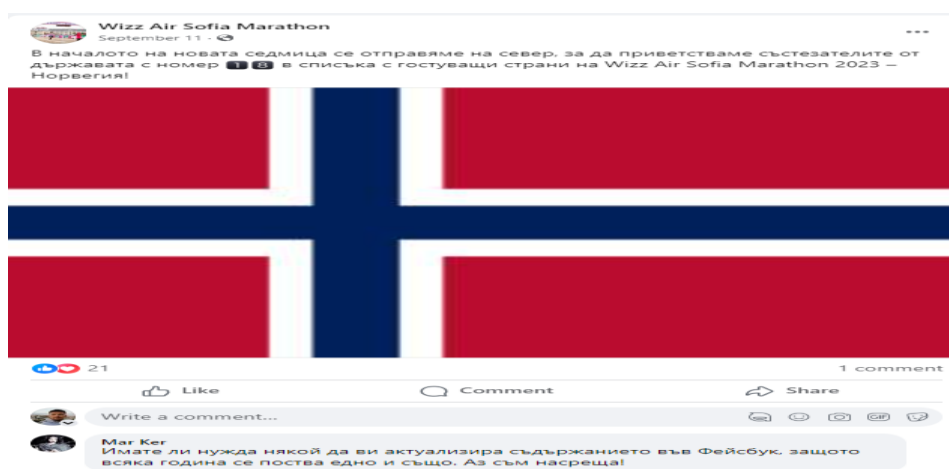 Wizz Air Sofia Marathon
September 11 ·
В началото на новата седмица се отправяме на север, за да приветстваме състезателите от
държавата с номер 1 8 в списъка с гостуващи страни на Wizz Air Sofia Marathon 2023 –
Норвегия!
21
1 comment
Like
Comment
Share
Write a comment...
GIF
Mar Ker
Имате ли нужда някой да ви актуализира съдържанието във Фейсбук, защото
всяка година се поства едно и също. Аз съм насреща!